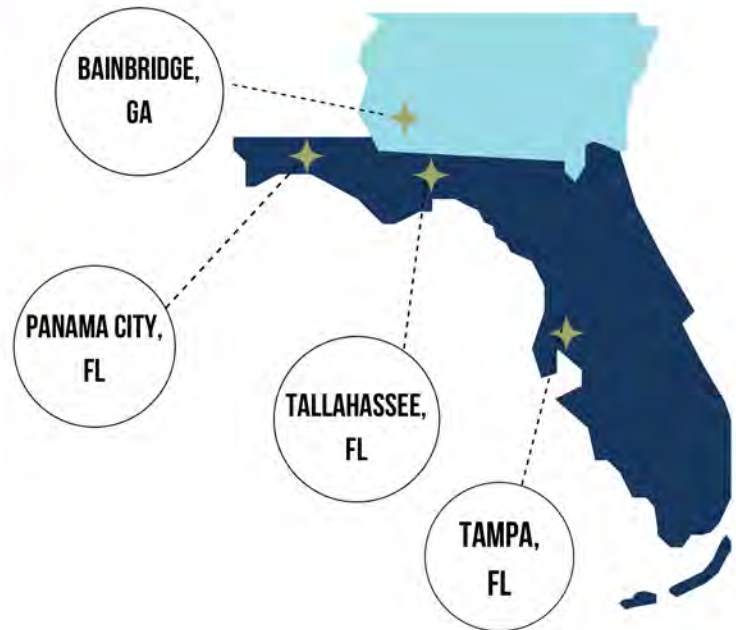 BAINBRIDGE,
GA
PANAMA CITY,
FL
TALLAHASSEE,
FL
TAMPA,
FL